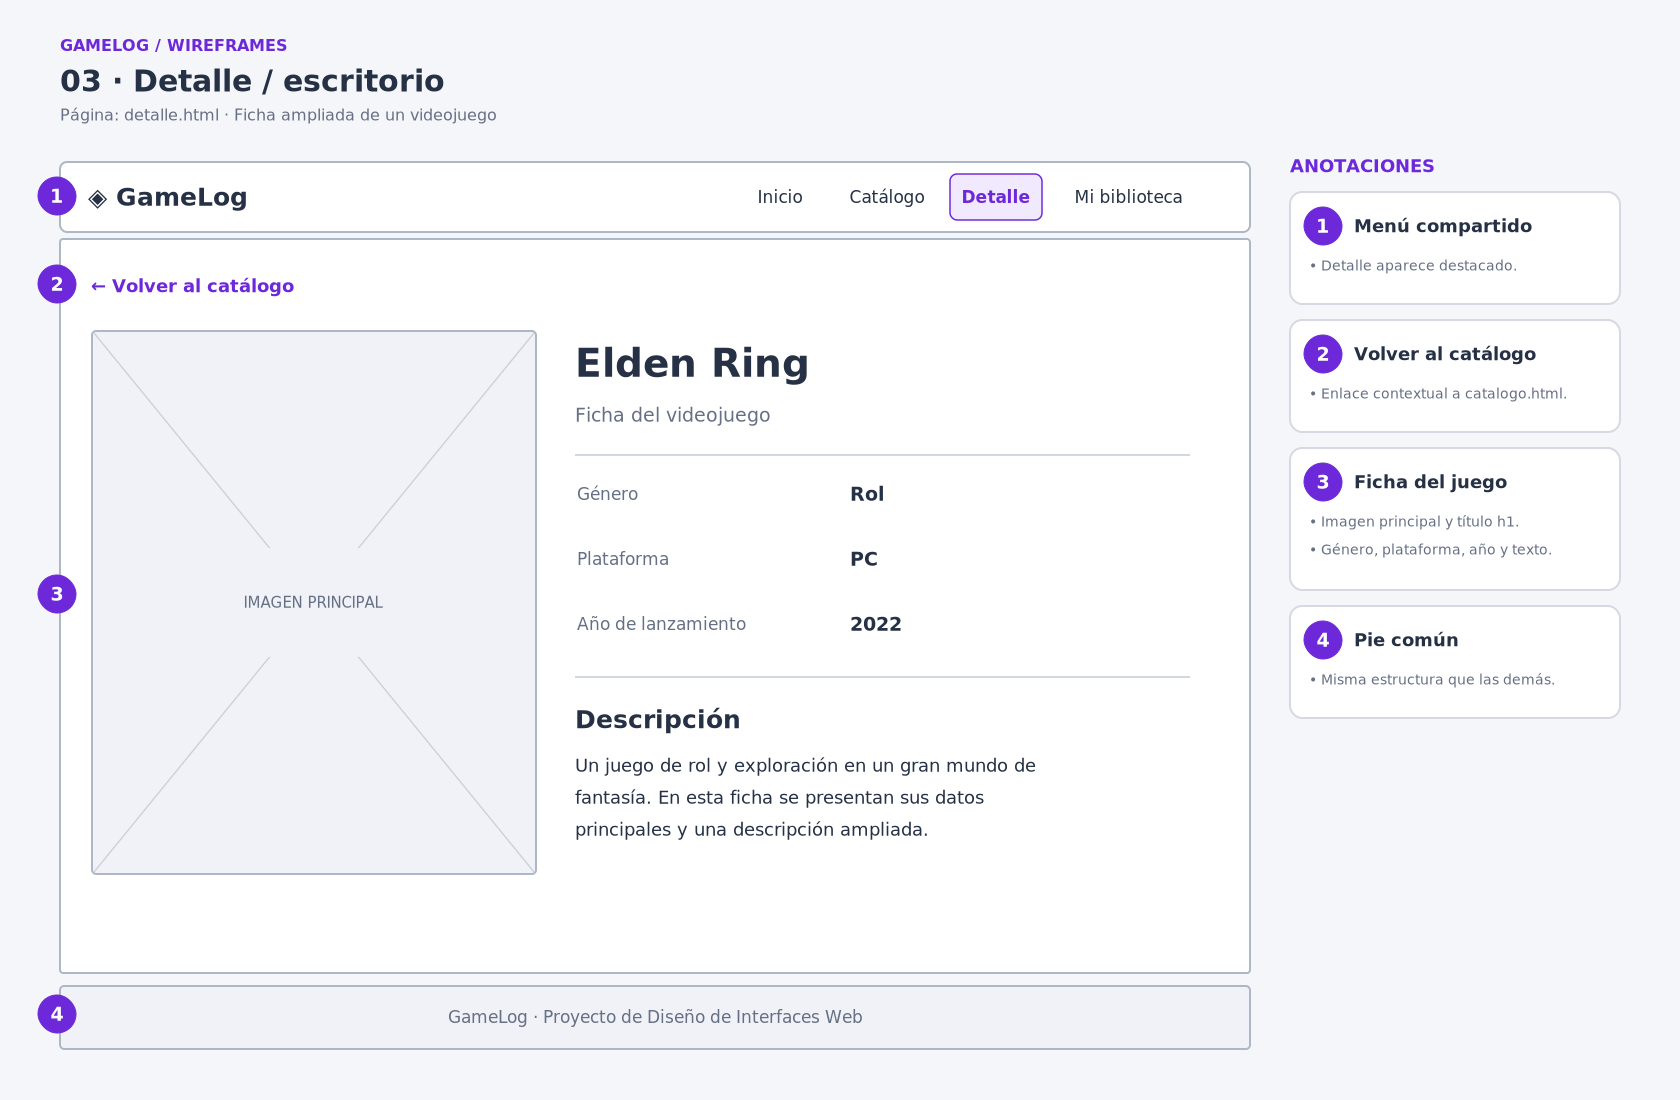 GAMELOG / WIREFRAMES
03 · Detalle / escritorio
Página: detalle.html · Ficha ampliada de un videojuego
1
◈ GameLog
Inicio
Catálogo
Detalle
Mi biblioteca
2
← Volver al catálogo
3
IMAGEN PRINCIPAL
Elden Ring
Ficha del videojuego
Género Rol
Plataforma PC
Año de lanzamiento 2022
Descripción
Un juego de rol y exploración en un gran mundo de
fantasía. En esta ficha se presentan sus datos
principales y una descripción ampliada.
4
GameLog · Proyecto de Diseño de Interfaces Web
ANOTACIONES
1 Menú compartido
• Detalle aparece destacado.
2 Volver al catálogo
• Enlace contextual a catalogo.html.
3 Ficha del juego
• Imagen principal y título h1.
• Género, plataforma, año y texto.
4 Pie común
• Misma estructura que las demás.